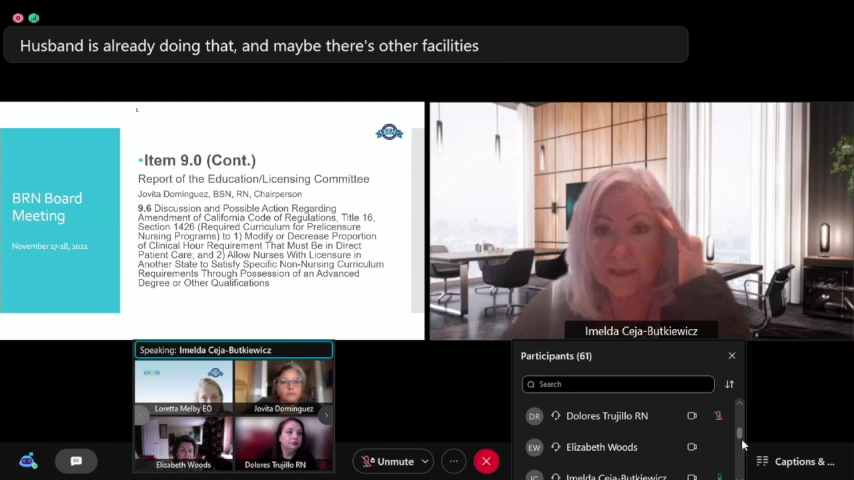 Husband is already doing that, and maybe there's other facilities
BRN Board
Meeting
November 17-18, 2021
•Item 9.0 (Cont.)
Report of the Education/Licensing Committee
Jovita Dominguez, BSN, RN, Chairperson
9.6 Discussion and Possible Action Regarding
Amendment of California Code of Regulations, Title 16,
Section 1426 (Required Curriculum for Prelicensure
Nursing Programs) to 1) Modify or Decrease Proportion
of Clinical Hour Requirement That Must Be in Direct
Patient Care; and 2) Allow Nurses With Licensure in
Another State to Satisfy Specific Non-Nursing Curriculum
Requirements Through Possession of an Advanced
Degree or Other Qualifications
Imelda Ceja-Butkiewicz
Speaking: Imelda Ceja-Butkiewicz
Loretta Melby EO
Jovita Dominguez
Elizabeth Woods
Dolores Trujillo RN
Participants (61)
Search
DR Dolores Trujillo RN
EW Elizabeth Woods
Imelda Ceja-Butkiewicz
Unmute
Captions & ...